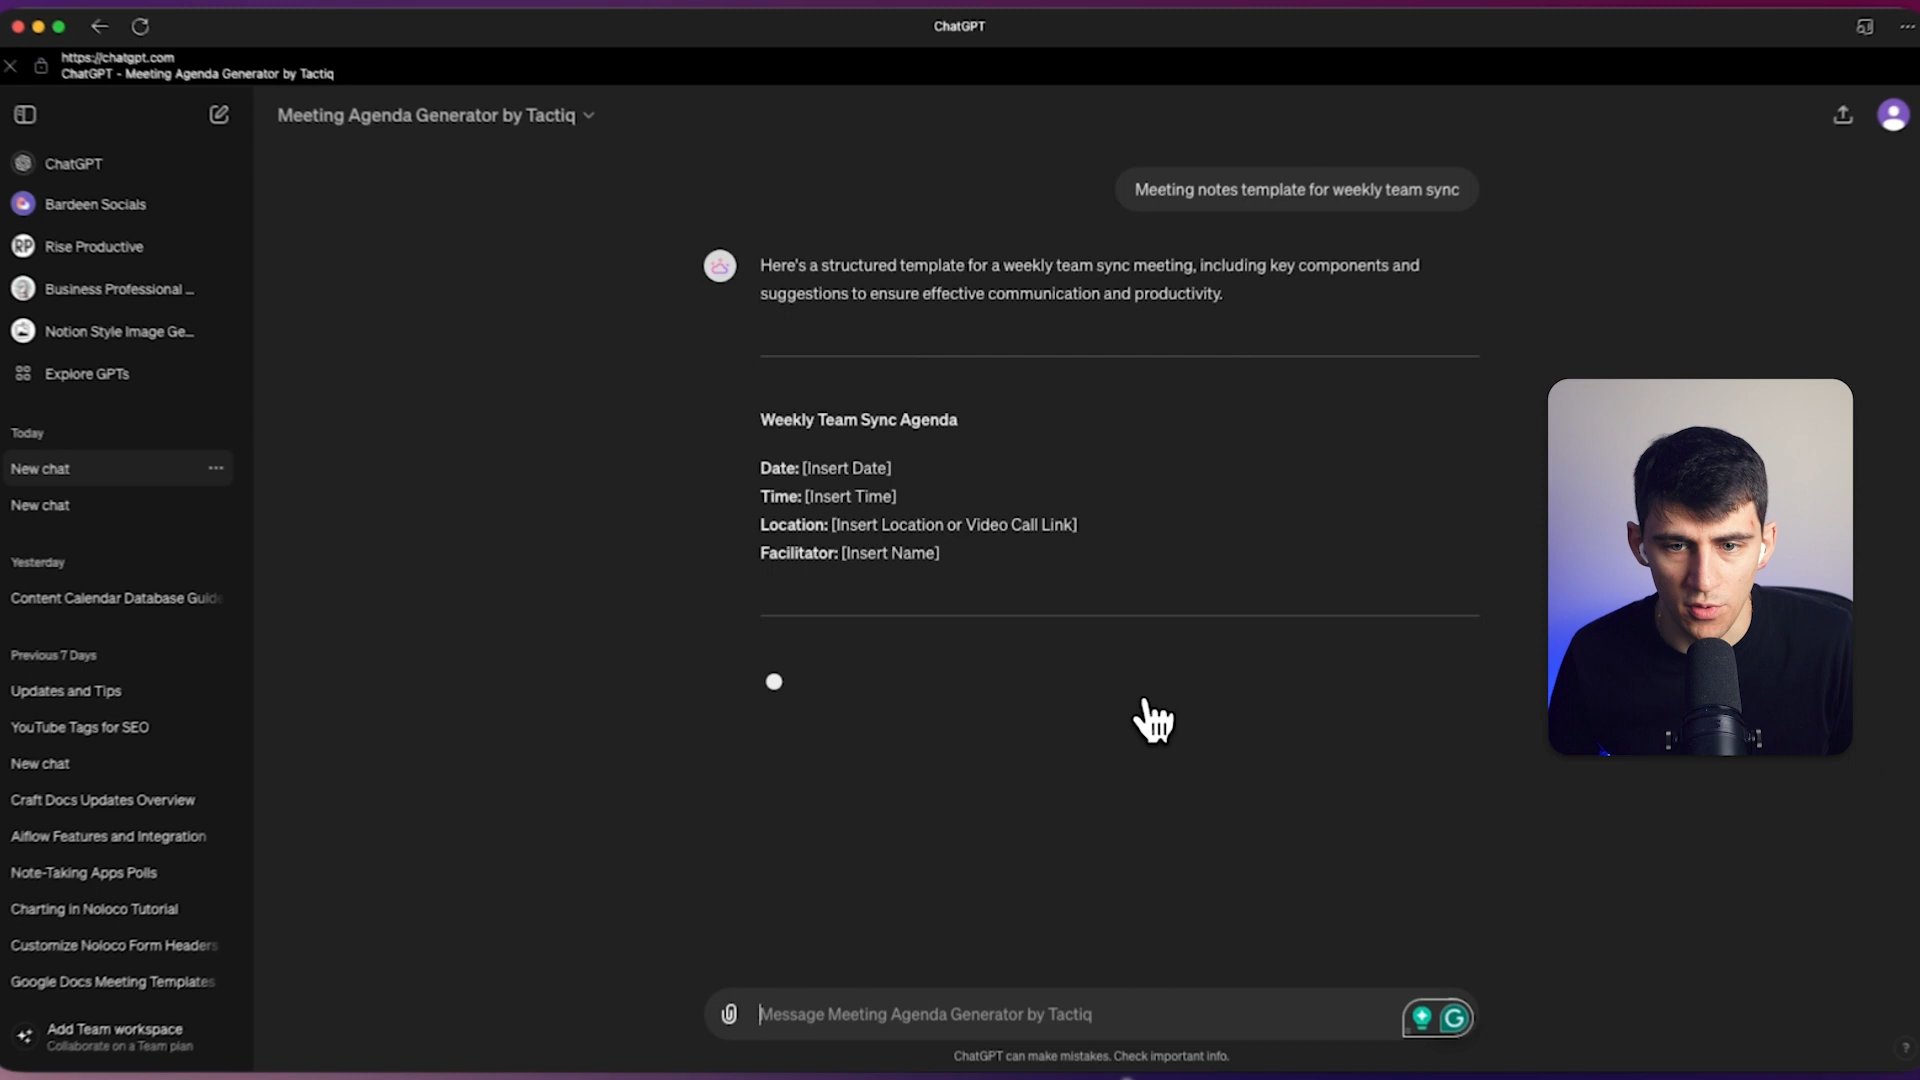 ChatGPT
https://chatgpt.com
ChatGPT - Meeting Agenda Generator by Tactiq
ChatGPT
Bardeen Socials
RP Rise Productive
Business Professional ...
Notion Style Image Ge...
Explore GPTs
Today
New chat
New chat
Yesterday
Content Calendar Database Guide
Previous 7 Days
Updates and Tips
YouTube Tags for SEO
New chat
Craft Docs Updates Overview
Aiflow Features and Integration
Note-Taking Apps Polls
Charting in Noloco Tutorial
Customize Noloco Form Headers
Google Docs Meeting Templates
Add Team workspace
Collaborate on a Team plan
Meeting Agenda Generator by Tactiq
Meeting notes template for weekly team sync
Here's a structured template for a weekly team sync meeting, including key components and
suggestions to ensure effective communication and productivity.
Weekly Team Sync Agenda
Date: [Insert Date]
Time: [Insert Time]
Location: [Insert Location or Video Call Link]
Facilitator: [Insert Name]
Message Meeting Agenda Generator by Tactiq
ChatGPT can make mistakes. Check important info.
?